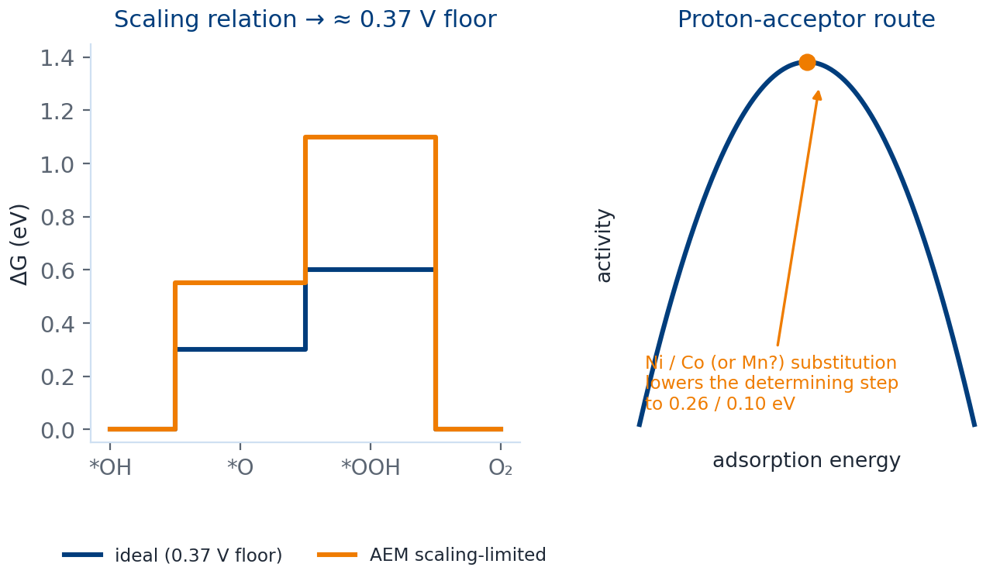 Scaling relation → ≈ 0.37 V floor
ΔG (eV)
1.4
1.2
1.0
0.8
0.6
0.4
0.2
0.0
*OH
*O
*OOH
O₂
ideal (0.37 V floor)
AEM scaling-limited
Proton-acceptor route
activity
Ni / Co (or Mn?) substitution
lowers the determining step
to 0.26 / 0.10 eV
adsorption energy